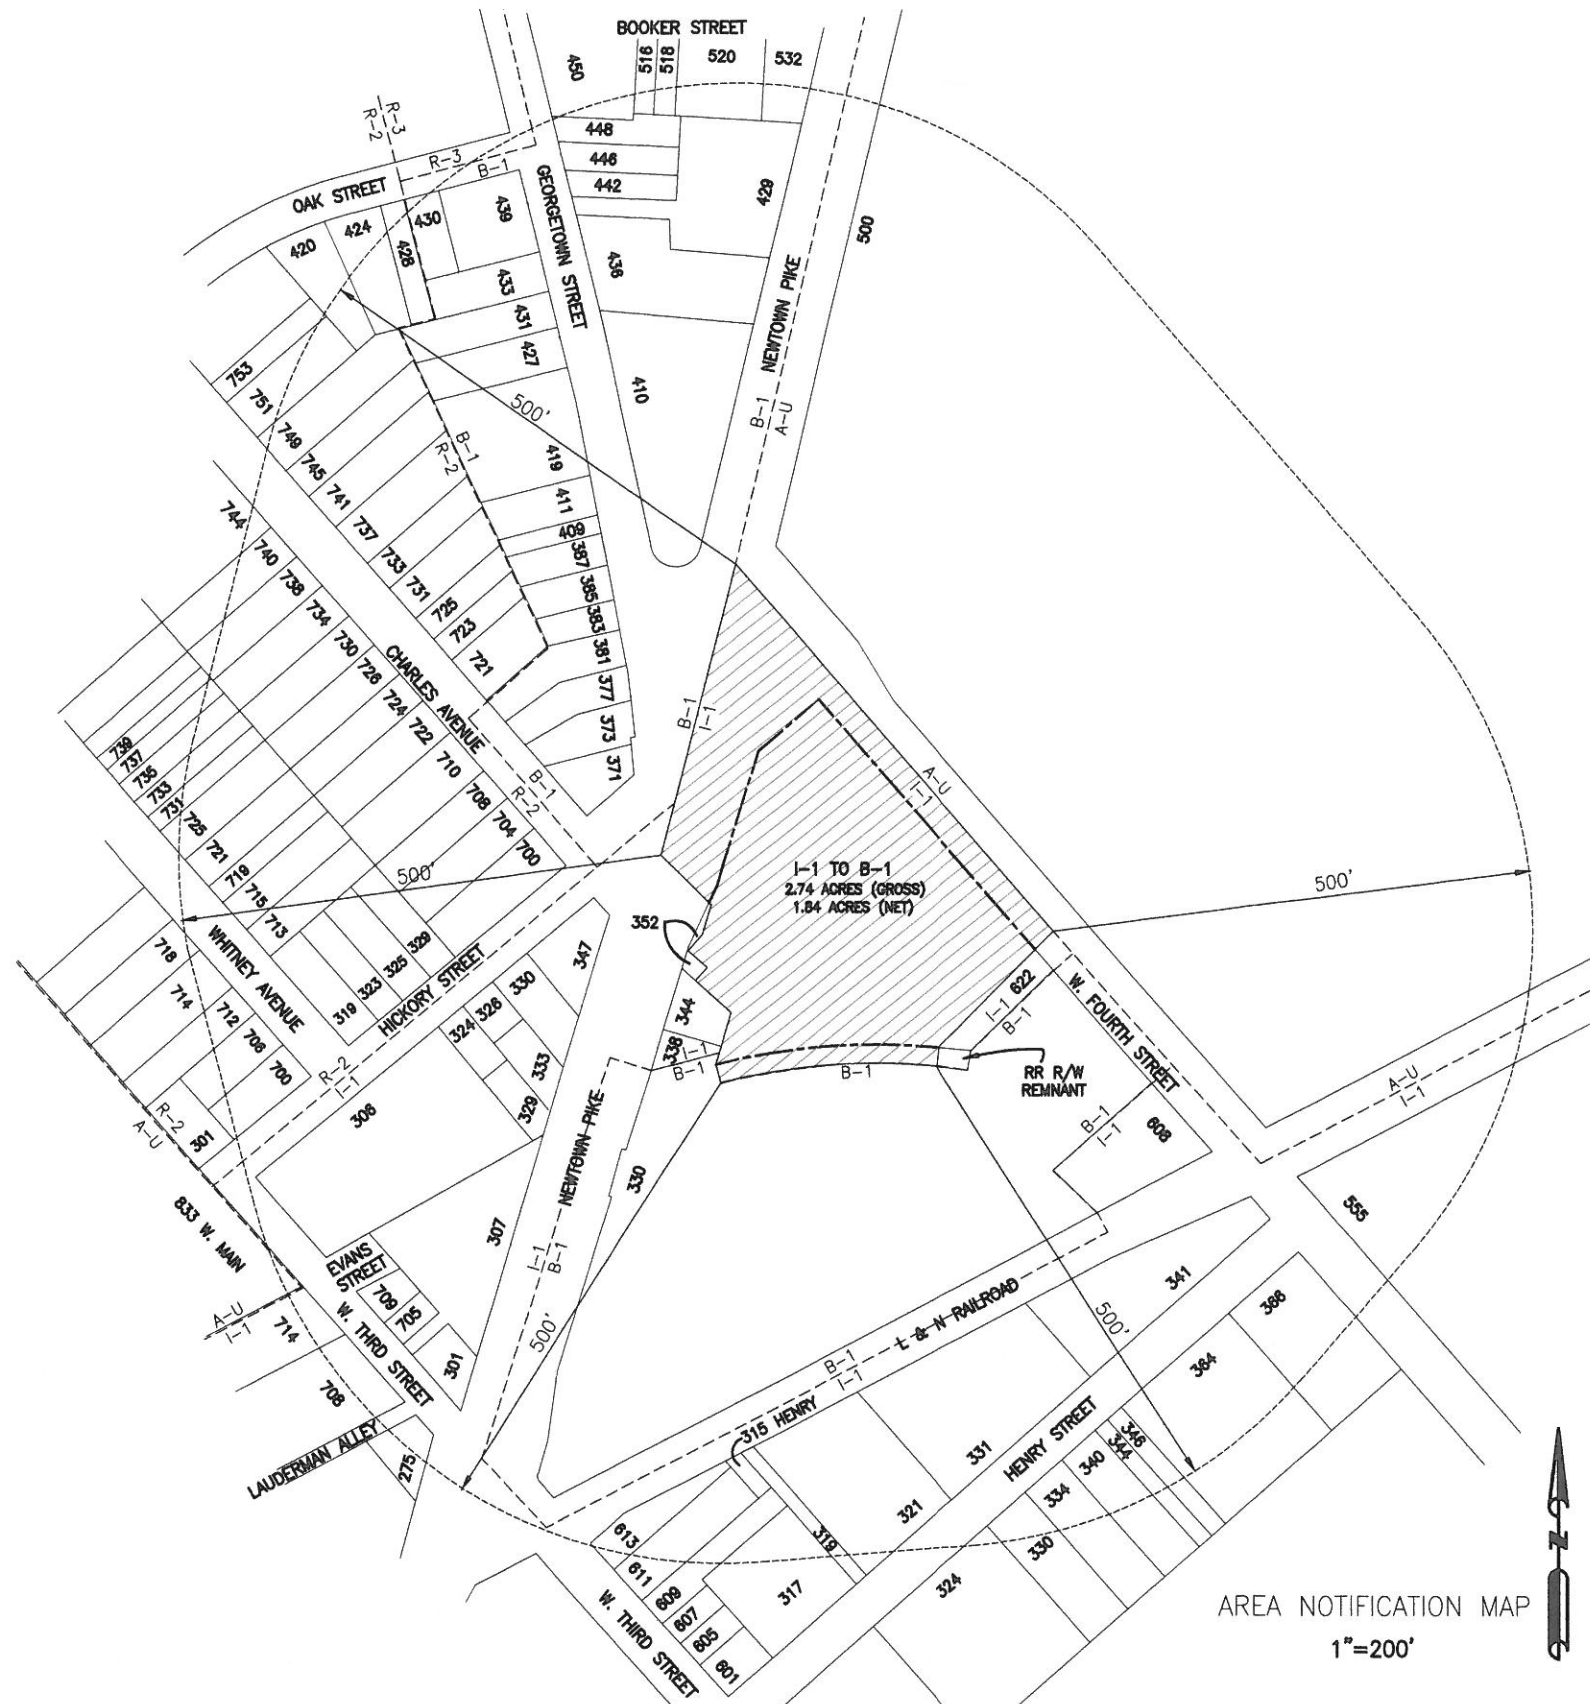 BOOKER STREET
450
516
518
520
532
R-3
R-2
448
446
442
429
R-3
B-1
OAK STREET
420
424
428
430
439
GEORGETOWN STREET
433
436
500
431
427
NEWTOWN PIKE
410
B-1
A-U
500'
753
751
749
745
741
737
733
731
725
723
721
B-1
R-2
419
411
409
387
385
383
381
377
373
371
744
740
738
734
730
726
724
722
710
708
704
700
CHARLES AVENUE
B-1
R-2
B-1
I-1
A-U
I-1
739
737
735
733
731
725
721
719
715
713
500'
I-1 TO B-1
2.74 ACRES (GROSS)
1.84 ACRES (NET)
500'
352
718
714
712
706
700
WHITNEY AVENUE
319
323
325
329
HICKORY STREET
324
326
330
347
333
329
344
338
I-1
B-1
B-1
I-1
B-1
622
W. FOURTH STREET
RR R/W
REMNANT
R-2
I-1
R-2
A-U
301
306
NEWTOWN PIKE
330
B-1
I-1
608
A-U
I-1
555
833 W. MAIN
307
I-1
B-1
EVANS
STREET
709
705
301
A-U
I-1
714
708
W. THIRD STREET
500'
LAUDERMAN ALLEY
275
B-1
I-1
L & N RAILROAD
341
500'
386
364
315 HENRY
331
HENRY STREET
346
344
340
334
330
324
321
319
317
613
611
609
607
605
601
W. THIRD STREET
N
AREA NOTIFICATION MAP
1"=200'